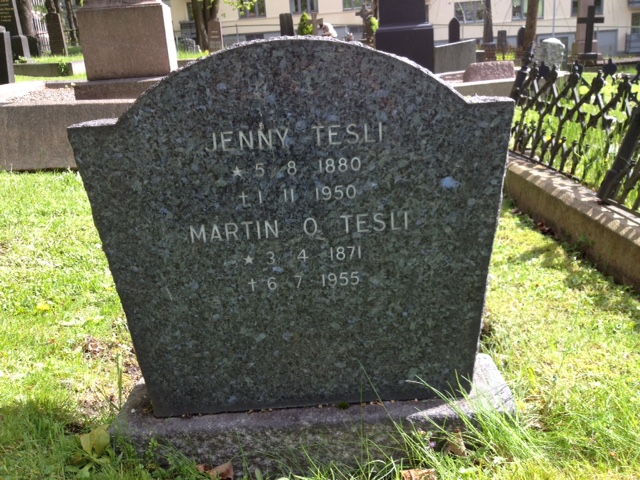 JENNY TESLI
* 5 8 1880
† 1 11 1950
MARTIN O TESLI
* 3 4 1871
† 6 7 1955